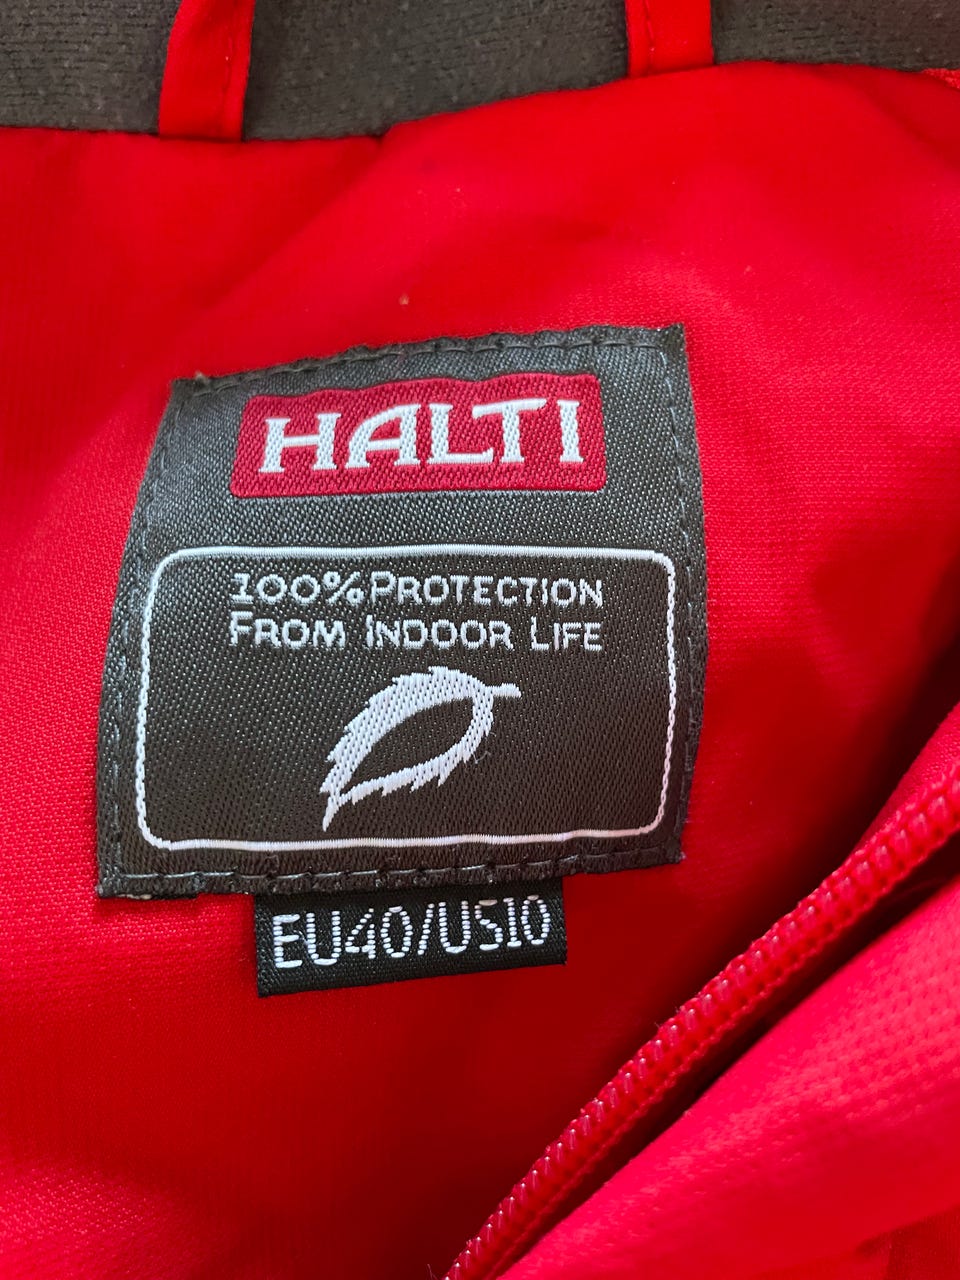 HALTI
100% PROTECTION
FROM INDOOR LIFE
EU40/US10